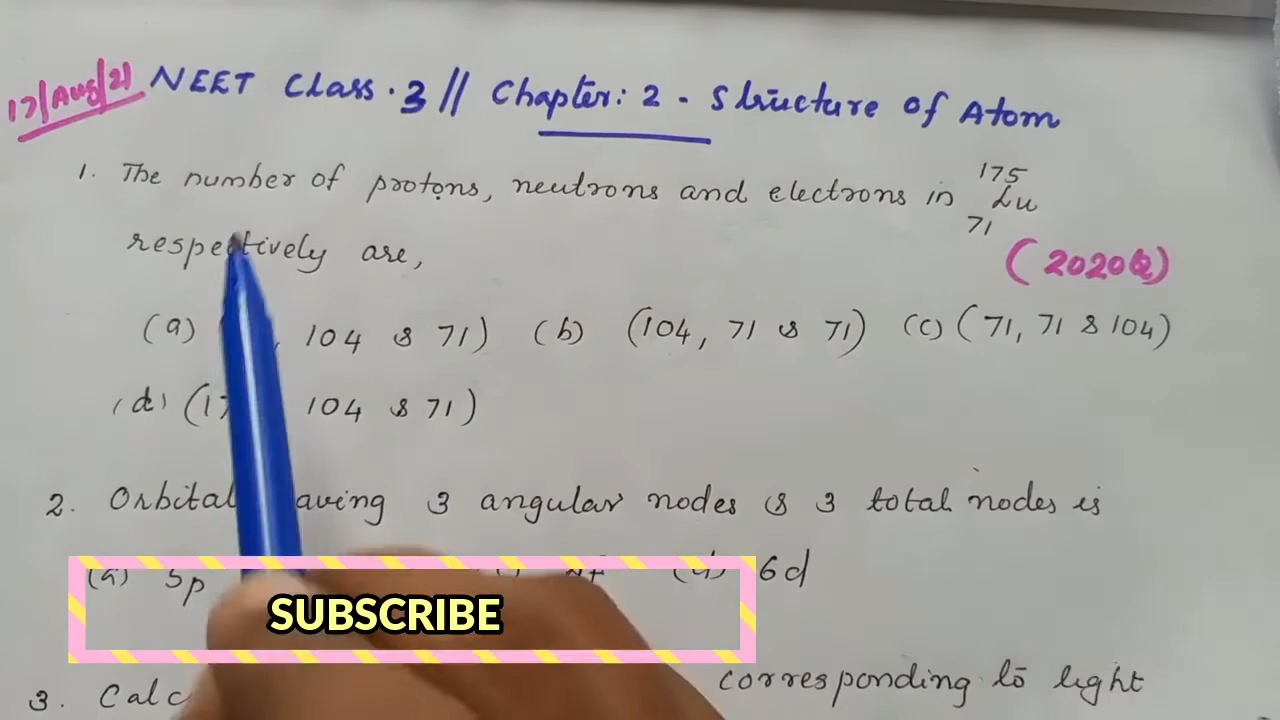 17/Aug/21 NEET Class.3 // Chapter: 2 - Structure of Atom
1. The number of protons, neutrons and electrons in 175 71 Lu
respectively are, (2020Q)
(a) , 104 & 71) (b) (104, 71 & 71) (c) (71, 71 & 104)
(d) (17 104 & 71)
2. Orbital aving 3 angular nodes & 3 total nodes is
(a) 5p (d) 6d
SUBSCRIBE
3. Calc corresponding to light